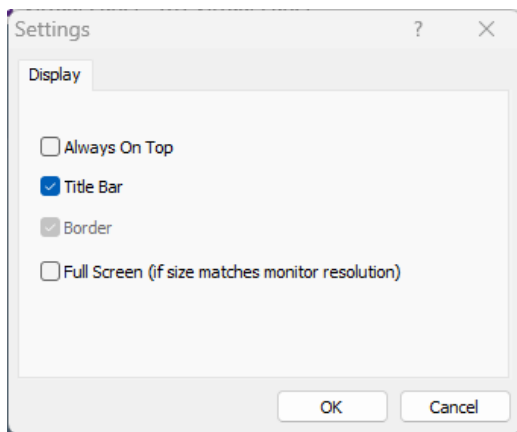 Settings
?
Display
Always On Top
Title Bar
Border
Full Screen (if size matches monitor resolution)
OK
Cancel